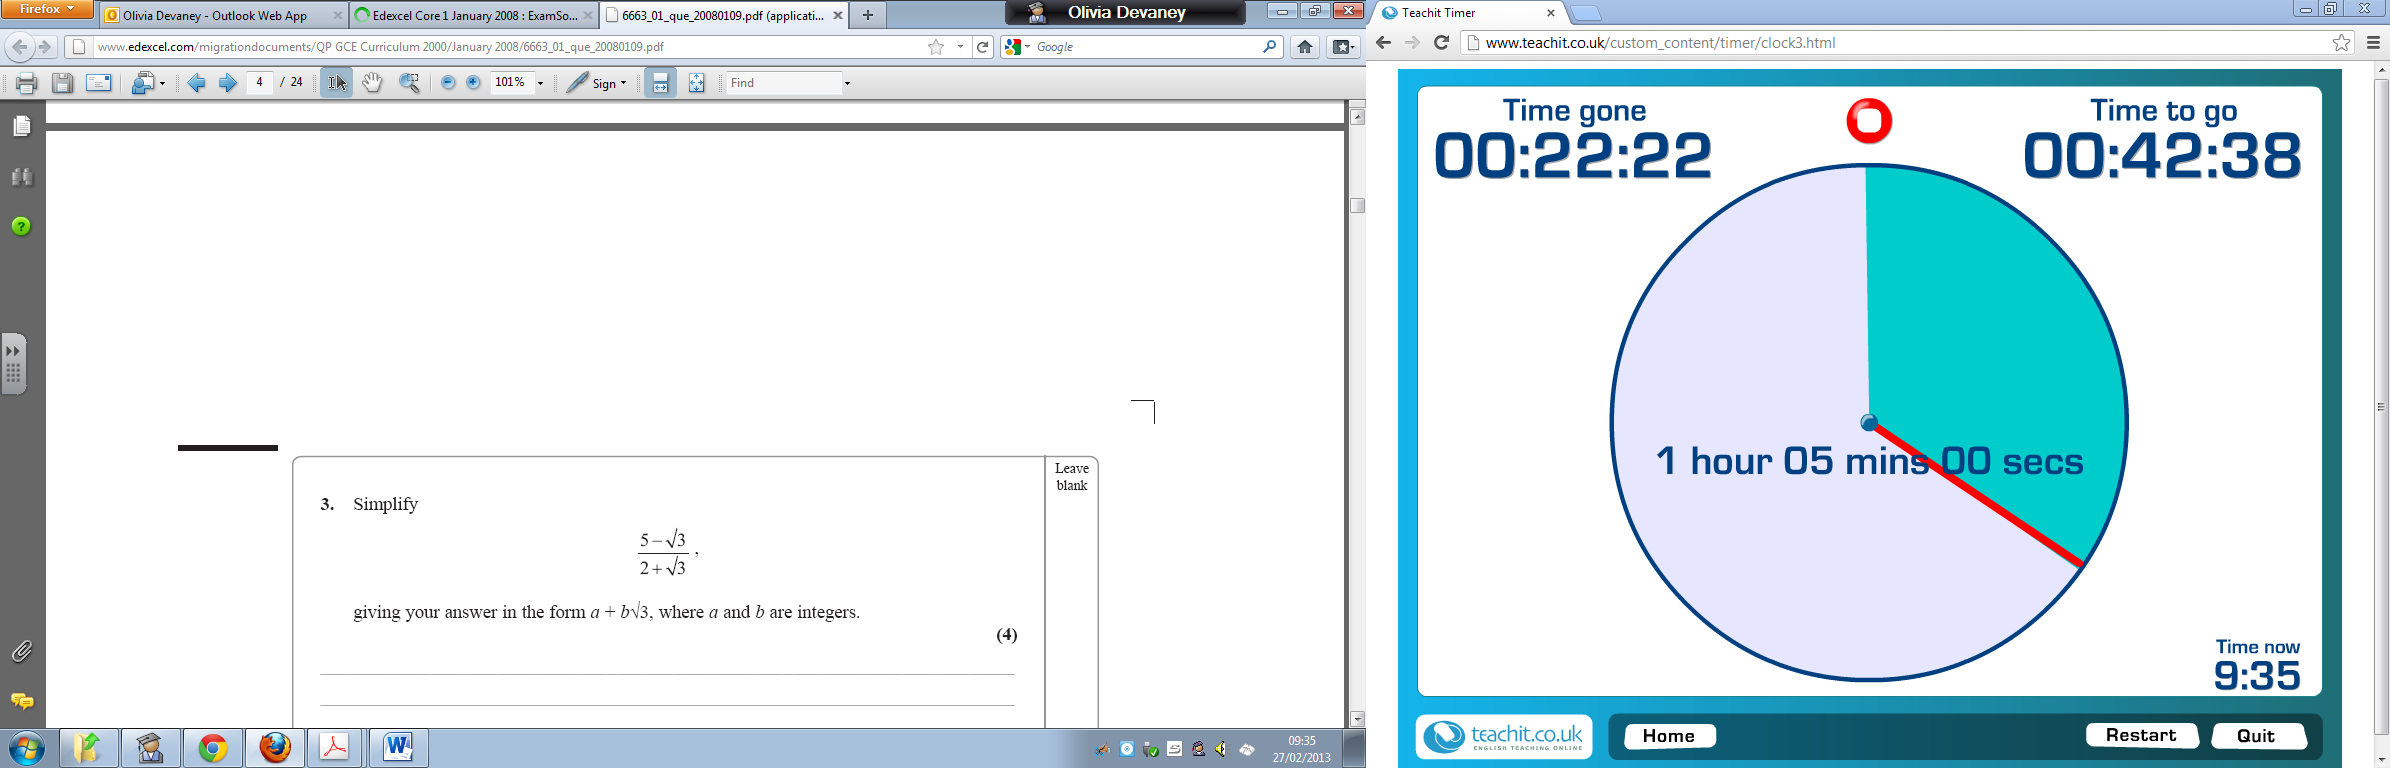 Firefox
Olivia Devaney - Outlook Web App
Edexcel Core 1 January 2008 : ExamSo...
6663_01_que_20080109.pdf (applicati...
Olivia Devaney
www.edexcel.com/migrationdocuments/QP GCE Curriculum 2000/January 2008/6663_01_que_20080109.pdf
Google
4 / 24
101%
Sign
Find
Leave
blank
3. Simplify
5 − √3
2 + √3 ,
giving your answer in the form a + b√3, where a and b are integers.
(4)
09:35
27/02/2013
Teachit Timer
www.teachit.co.uk/custom_content/timer/clock3.html
Time gone
00:22:22
Time to go
00:42:38
1 hour 05 mins 00 secs
Time now
9:35
teachit.co.uk
ENGLISH TEACHING ONLINE
Home
Restart
Quit